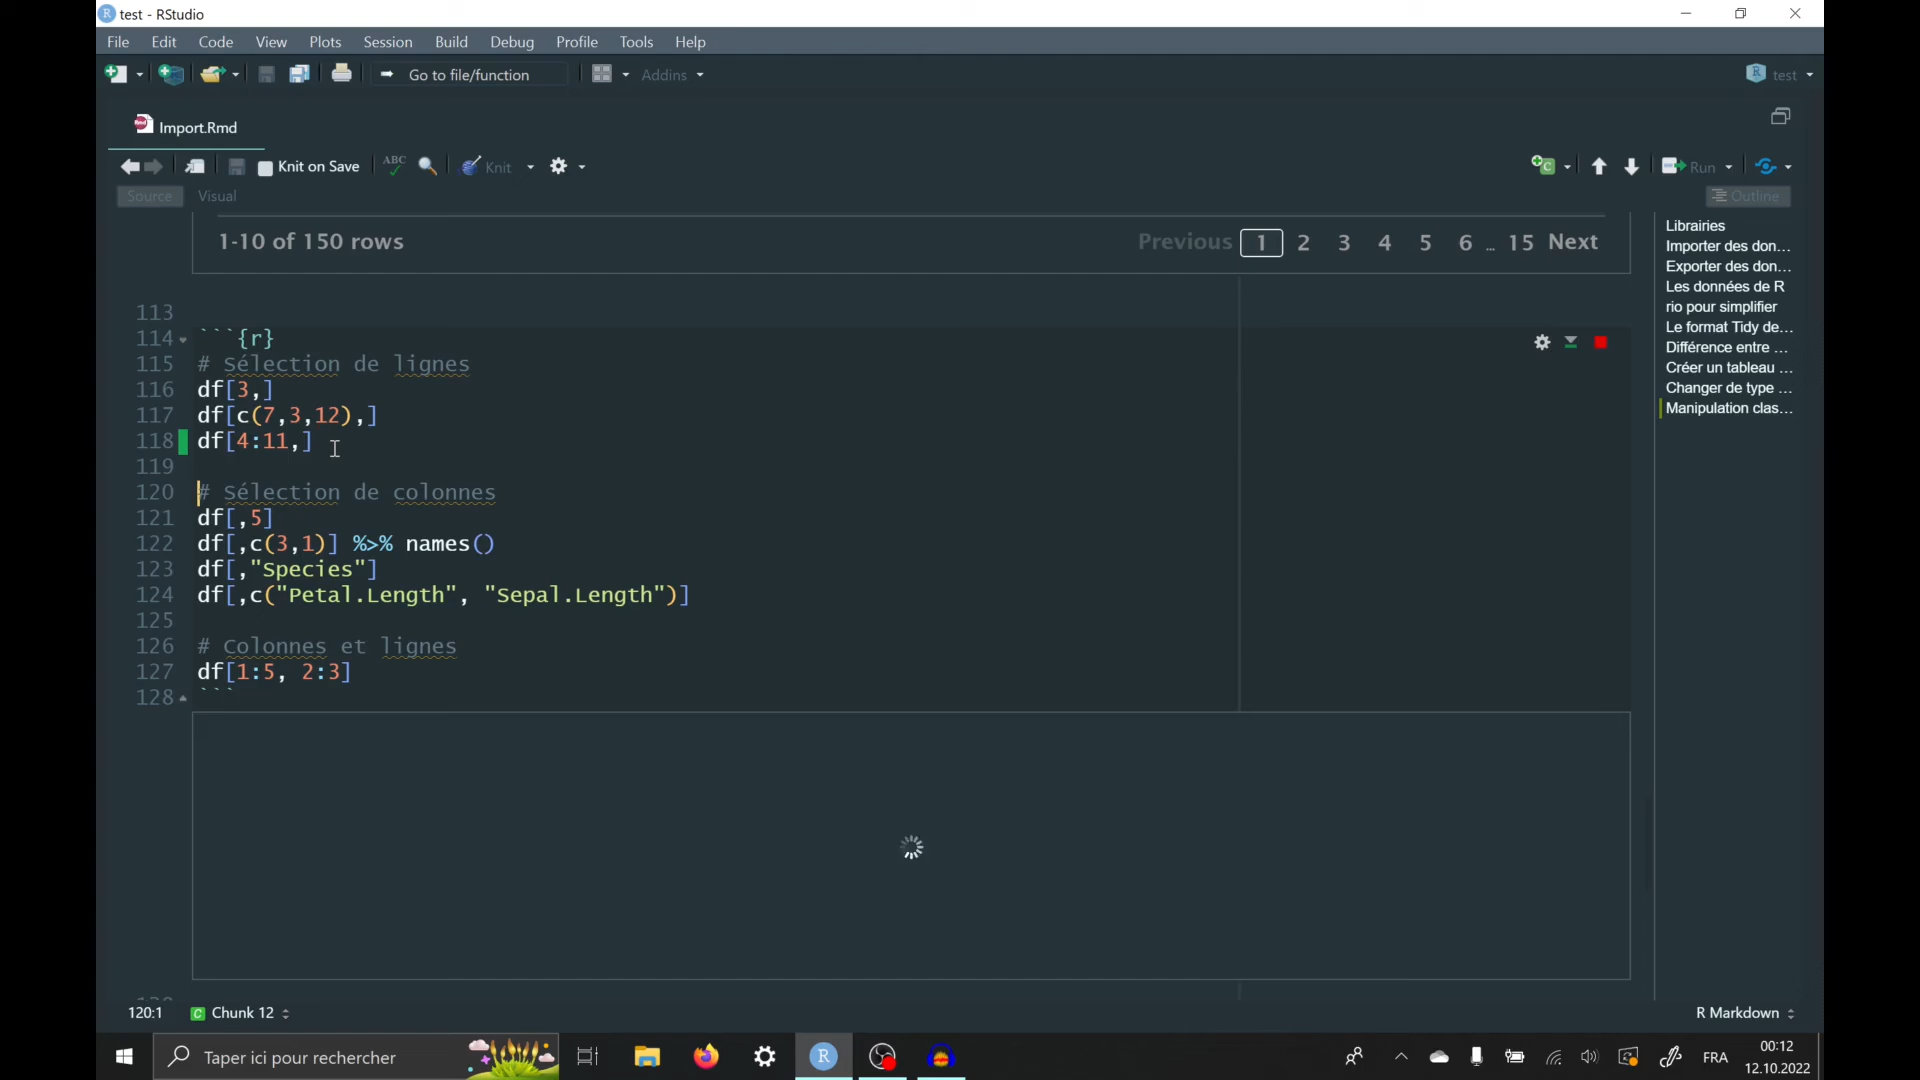 test - RStudio
File Edit Code View Plots Session Build Debug Profile Tools Help
Go to file/function Addins test
Import.Rmd
Knit on Save ABC Knit Run
Source Visual Outline
1-10 of 150 rows Previous 1 2 3 4 5 6 ... 15 Next
Librairies
Importer des don...
Exporter des don...
Les données de R
rio pour simplifier
Le format Tidy de...
Différence entre ...
Créer un tableau ...
Changer de type ...
Manipulation clas...
113
114 ```{r}
115 # Sélection de lignes
116 df[3,]
117 df[c(7,3,12),]
118 df[4:11,]
119
120 # Sélection de colonnes
121 df[,5]
122 df[,c(3,1)] %>% names()
123 df[,"Species"]
124 df[,c("Petal.Length", "Sepal.Length")]
125
126 # Colonnes et lignes
127 df[1:5, 2:3]
128 ```
120:1 C Chunk 12 R Markdown
Taper ici pour rechercher FRA 00:12
12.10.2022